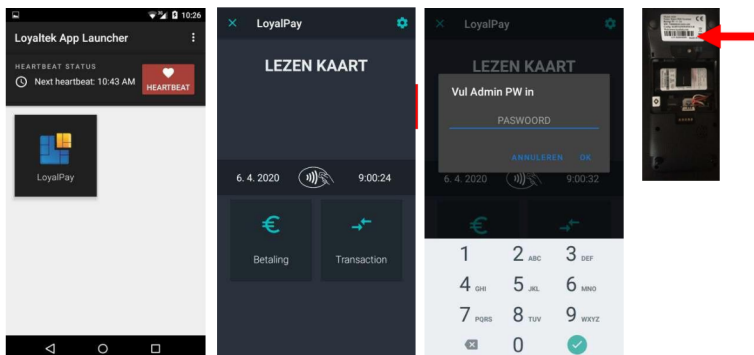 10:26
Loyaltek App Launcher
HEARTBEAT STATUS
Next heartbeat: 10:43 AM
HEARTBEAT
LoyalPay
LoyalPay
LEZEN KAART
6. 4. 2020
9:00:24
Betaling
Transaction
LoyalPay
LEZEN KAART
Vul Admin PW in
PASWOORD
ANNULEREN OK
6. 4. 2020
9:00:32
1
2 ABC
3 DEF
4 GHI
5 JKL
6 MNO
7 PQRS
8 TUV
9 WXYZ
0